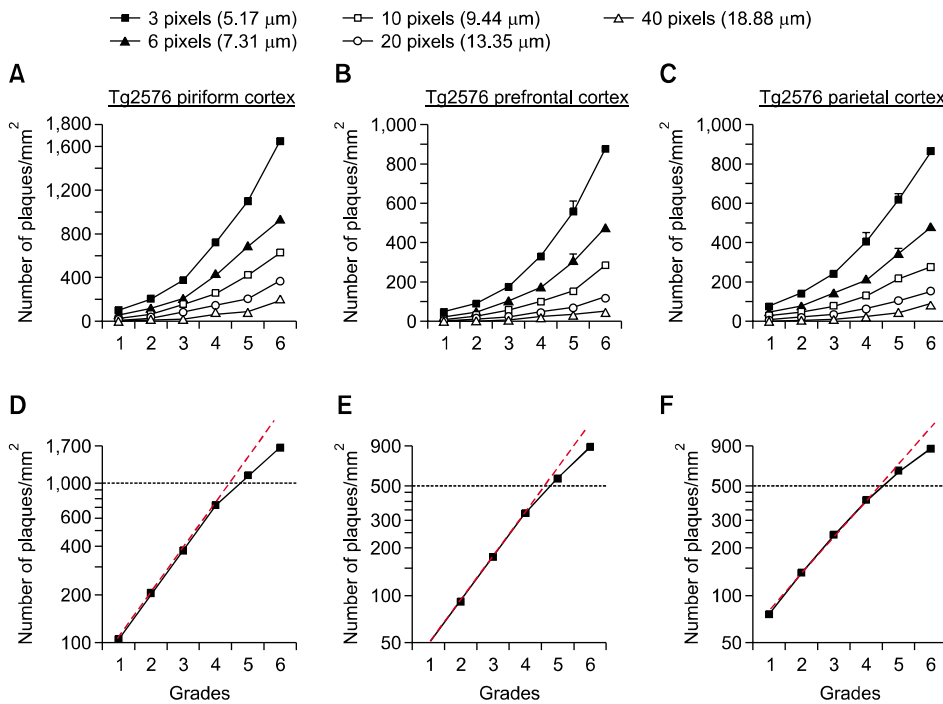 3 pixels (5.17 μm) 10 pixels (9.44 μm) 40 pixels (18.88 μm)
6 pixels (7.31 μm) 20 pixels (13.35 μm)
A
Tg2576 piriform cortex
Number of plaques/mm²
1,800
1,600
1,200
800
400
0
1 2 3 4 5 6
B
Tg2576 prefrontal cortex
Number of plaques/mm²
1,000
800
600
400
200
0
1 2 3 4 5 6
C
Tg2576 parietal cortex
Number of plaques/mm²
1,000
800
600
400
200
0
1 2 3 4 5 6
D
Number of plaques/mm²
1,700
1,000
800
600
400
200
100
1 2 3 4 5 6
Grades
E
Number of plaques/mm²
900
500
300
200
100
50
1 2 3 4 5 6
Grades
F
Number of plaques/mm²
900
500
300
200
100
50
1 2 3 4 5 6
Grades